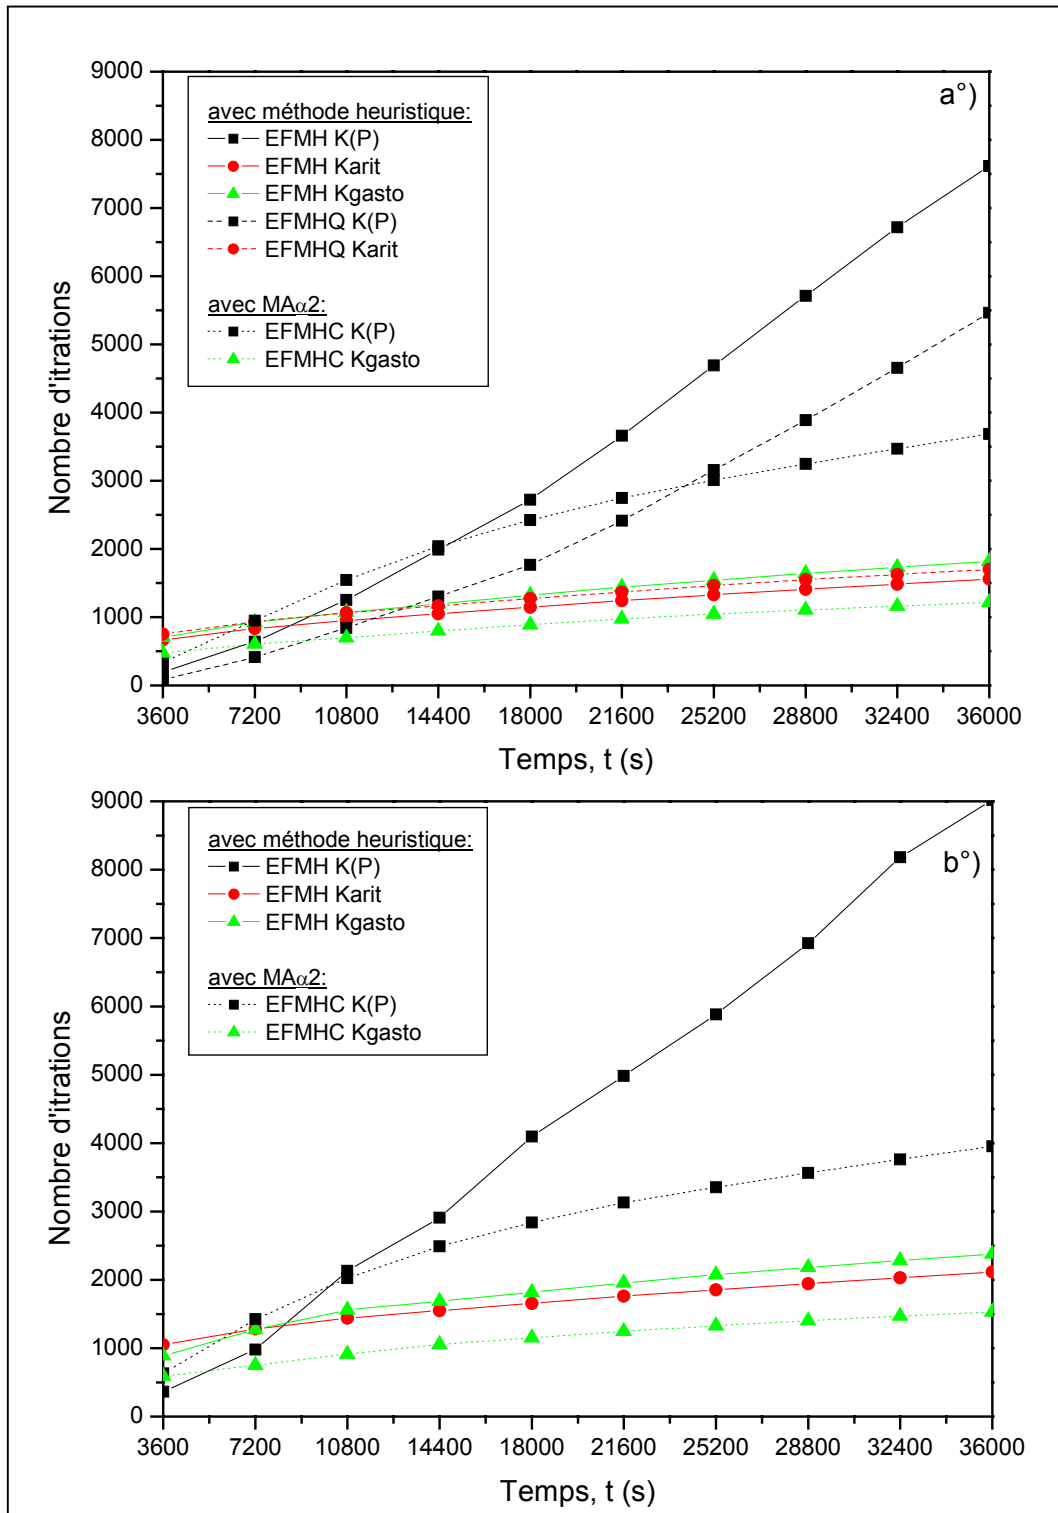 a°)
9000
8000
7000
6000
5000
4000
3000
2000
1000
0
Nombre d'itrations
avec méthode heuristique:
EFMH K(P)
EFMH Karit
EFMH Kgasto
EFMHQ K(P)
EFMHQ Karit
avec MAα2:
EFMHC K(P)
EFMHC Kgasto
3600 7200 10800 14400 18000 21600 25200 28800 32400 36000
Temps, t (s)
b°)
9000
8000
7000
6000
5000
4000
3000
2000
1000
0
Nombre d'itrations
avec méthode heuristique:
EFMH K(P)
EFMH Karit
EFMH Kgasto
avec MAα2:
EFMHC K(P)
EFMHC Kgasto
3600 7200 10800 14400 18000 21600 25200 28800 32400 36000
Temps, t (s)